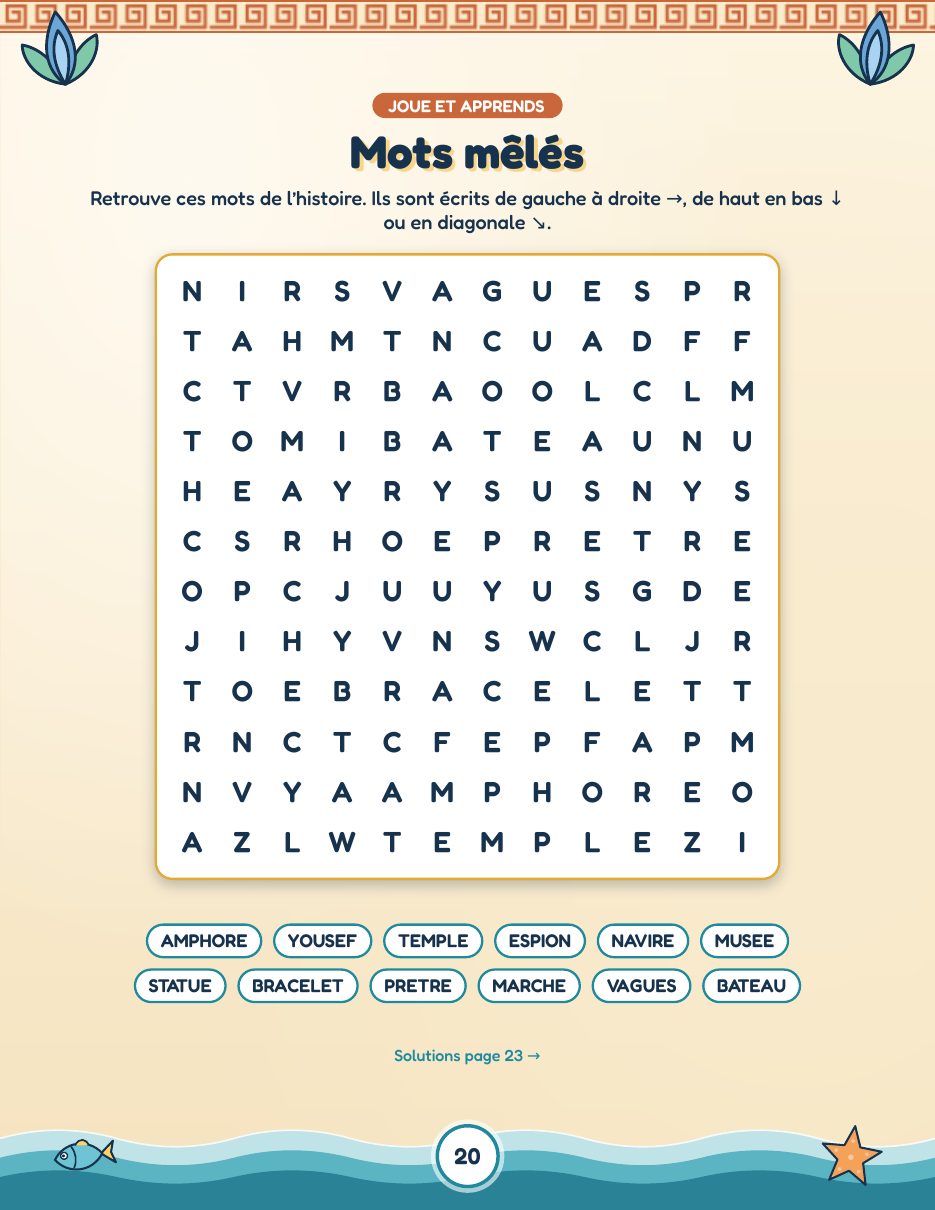 JOUE ET APPRENDS
Mots mêlés
Retrouve ces mots de l'histoire. Ils sont écrits de gauche à droite →, de haut en bas ↓
ou en diagonale ↘.
N I R S V A G U E S P R
T A H M T N C U A D F F
C T V R B A O O L C L M
T O M I B A T E A U N U
H E A Y R Y S U S N Y S
C S R H O E P R E T R E
O P C J U U Y U S G D E
J I H Y V N S W C L J R
T O E B R A C E L E T T
R N C T C F E P F A P M
N V Y A A M P H O R E O
A Z L W T E M P L E Z I
AMPHORE YOUSEF TEMPLE ESPION NAVIRE MUSEE
STATUE BRACELET PRETRE MARCHE VAGUES BATEAU
Solutions page 23 →
20